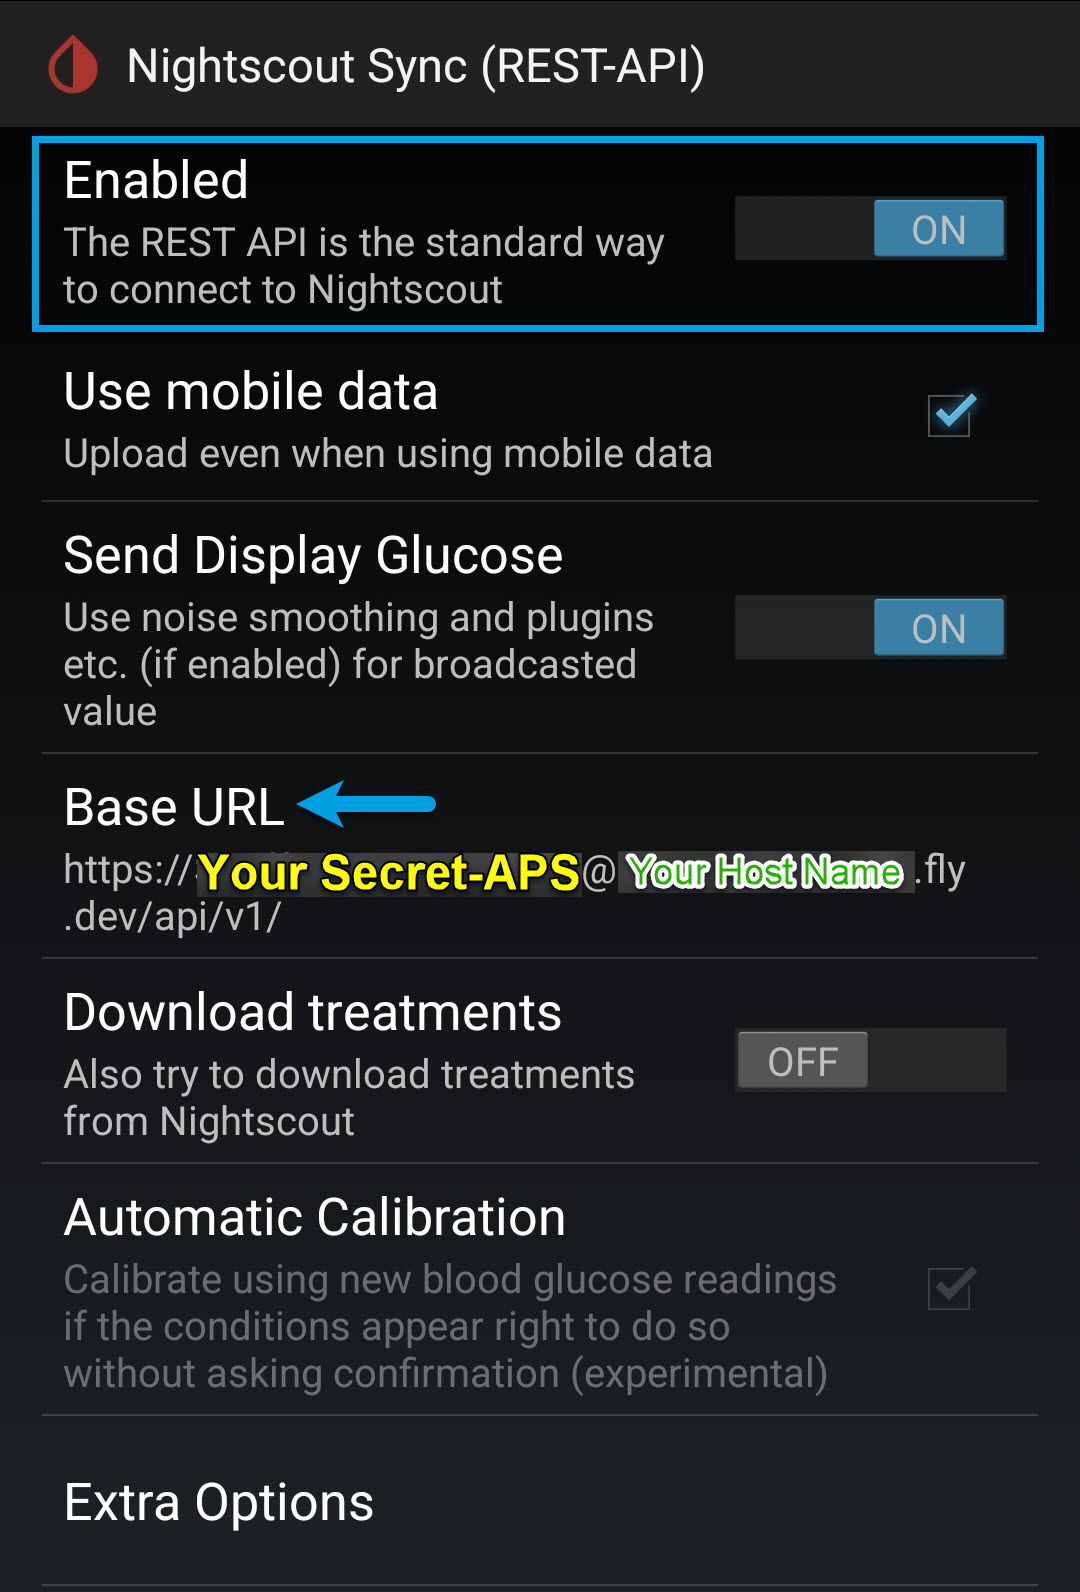 Nightscout Sync (REST-API)
Enabled
The REST API is the standard way
to connect to Nightscout
ON
Use mobile data
Upload even when using mobile data
Send Display Glucose
Use noise smoothing and plugins
etc. (if enabled) for broadcasted
value
ON
Base URL
https://Your Secret-APS@Your Host Name.fly
.dev/api/v1/
Download treatments
Also try to download treatments
from Nightscout
OFF
Automatic Calibration
Calibrate using new blood glucose readings
if the conditions appear right to do so
without asking confirmation (experimental)
Extra Options